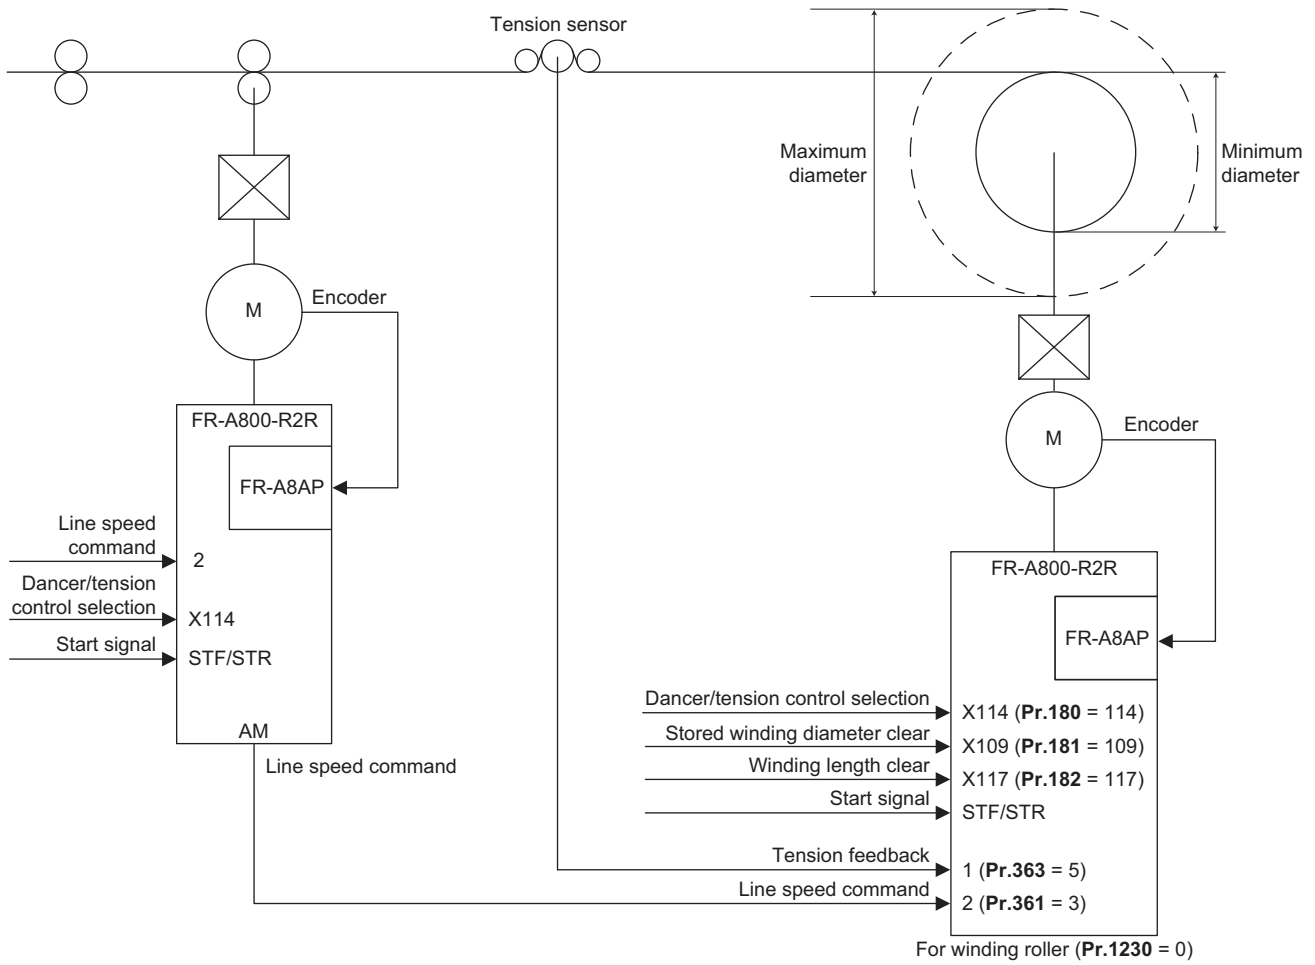 Tension sensor
Maximum
diameter
Minimum
diameter
Encoder
M
FR-A800-R2R
FR-A8AP
Line speed
command
2
Dancer/tension
control selection
X114
Start signal
STF/STR
AM
Line speed command
Encoder
M
FR-A800-R2R
FR-A8AP
Dancer/tension control selection
X114 (Pr.180 = 114)
Stored winding diameter clear
X109 (Pr.181 = 109)
Winding length clear
X117 (Pr.182 = 117)
Start signal
STF/STR
Tension feedback
1 (Pr.363 = 5)
Line speed command
2 (Pr.361 = 3)
For winding roller (Pr.1230 = 0)